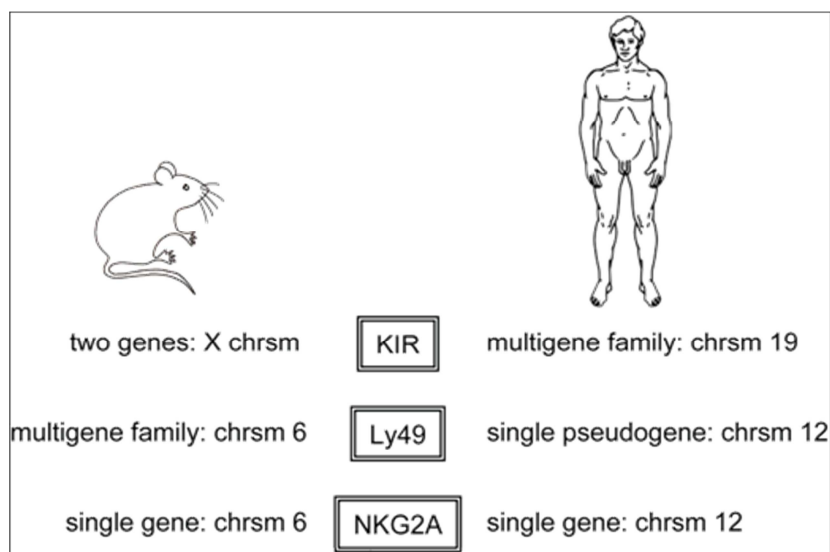 two genes: X chrsm KIR multigene family: chrsm 19
multigene family: chrsm 6 Ly49 single pseudogene: chrsm 12
single gene: chrsm 6 NKG2A single gene: chrsm 12